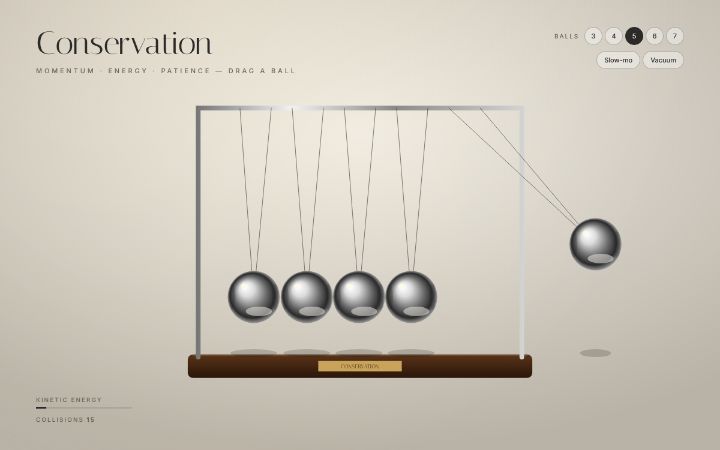 Conservation
MOMENTUM · ENERGY · PATIENCE — DRAG A BALL
BALLS 3 4 5 6 7
Slow-mo Vacuum
CONSERVATION
KINETIC ENERGY
COLLISIONS 15